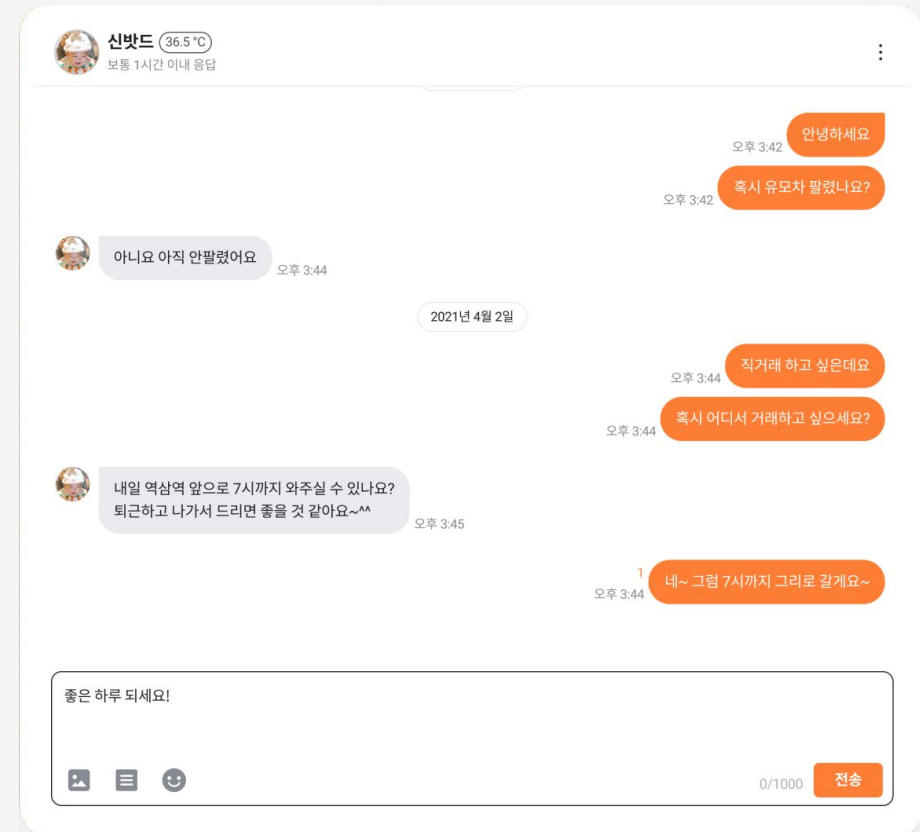 신밧드 36.5 °C
보통 1시간 이내 응답
안녕하세요
오후 3:42
혹시 유모차 팔렸나요?
오후 3:42
아니요 아직 안팔렸어요
오후 3:44
2021년 4월 2일
직거래 하고 싶은데요
오후 3:44
혹시 어디서 거래하고 싶으세요?
오후 3:44
내일 역삼역 앞으로 7시까지 와주실 수 있나요?
퇴근하고 나가서 드리면 좋을 것 같아요~^^
오후 3:45
1
네~ 그럼 7시까지 그리로 갈게요~
오후 3:44
좋은 하루 되세요!
0/1000 전송